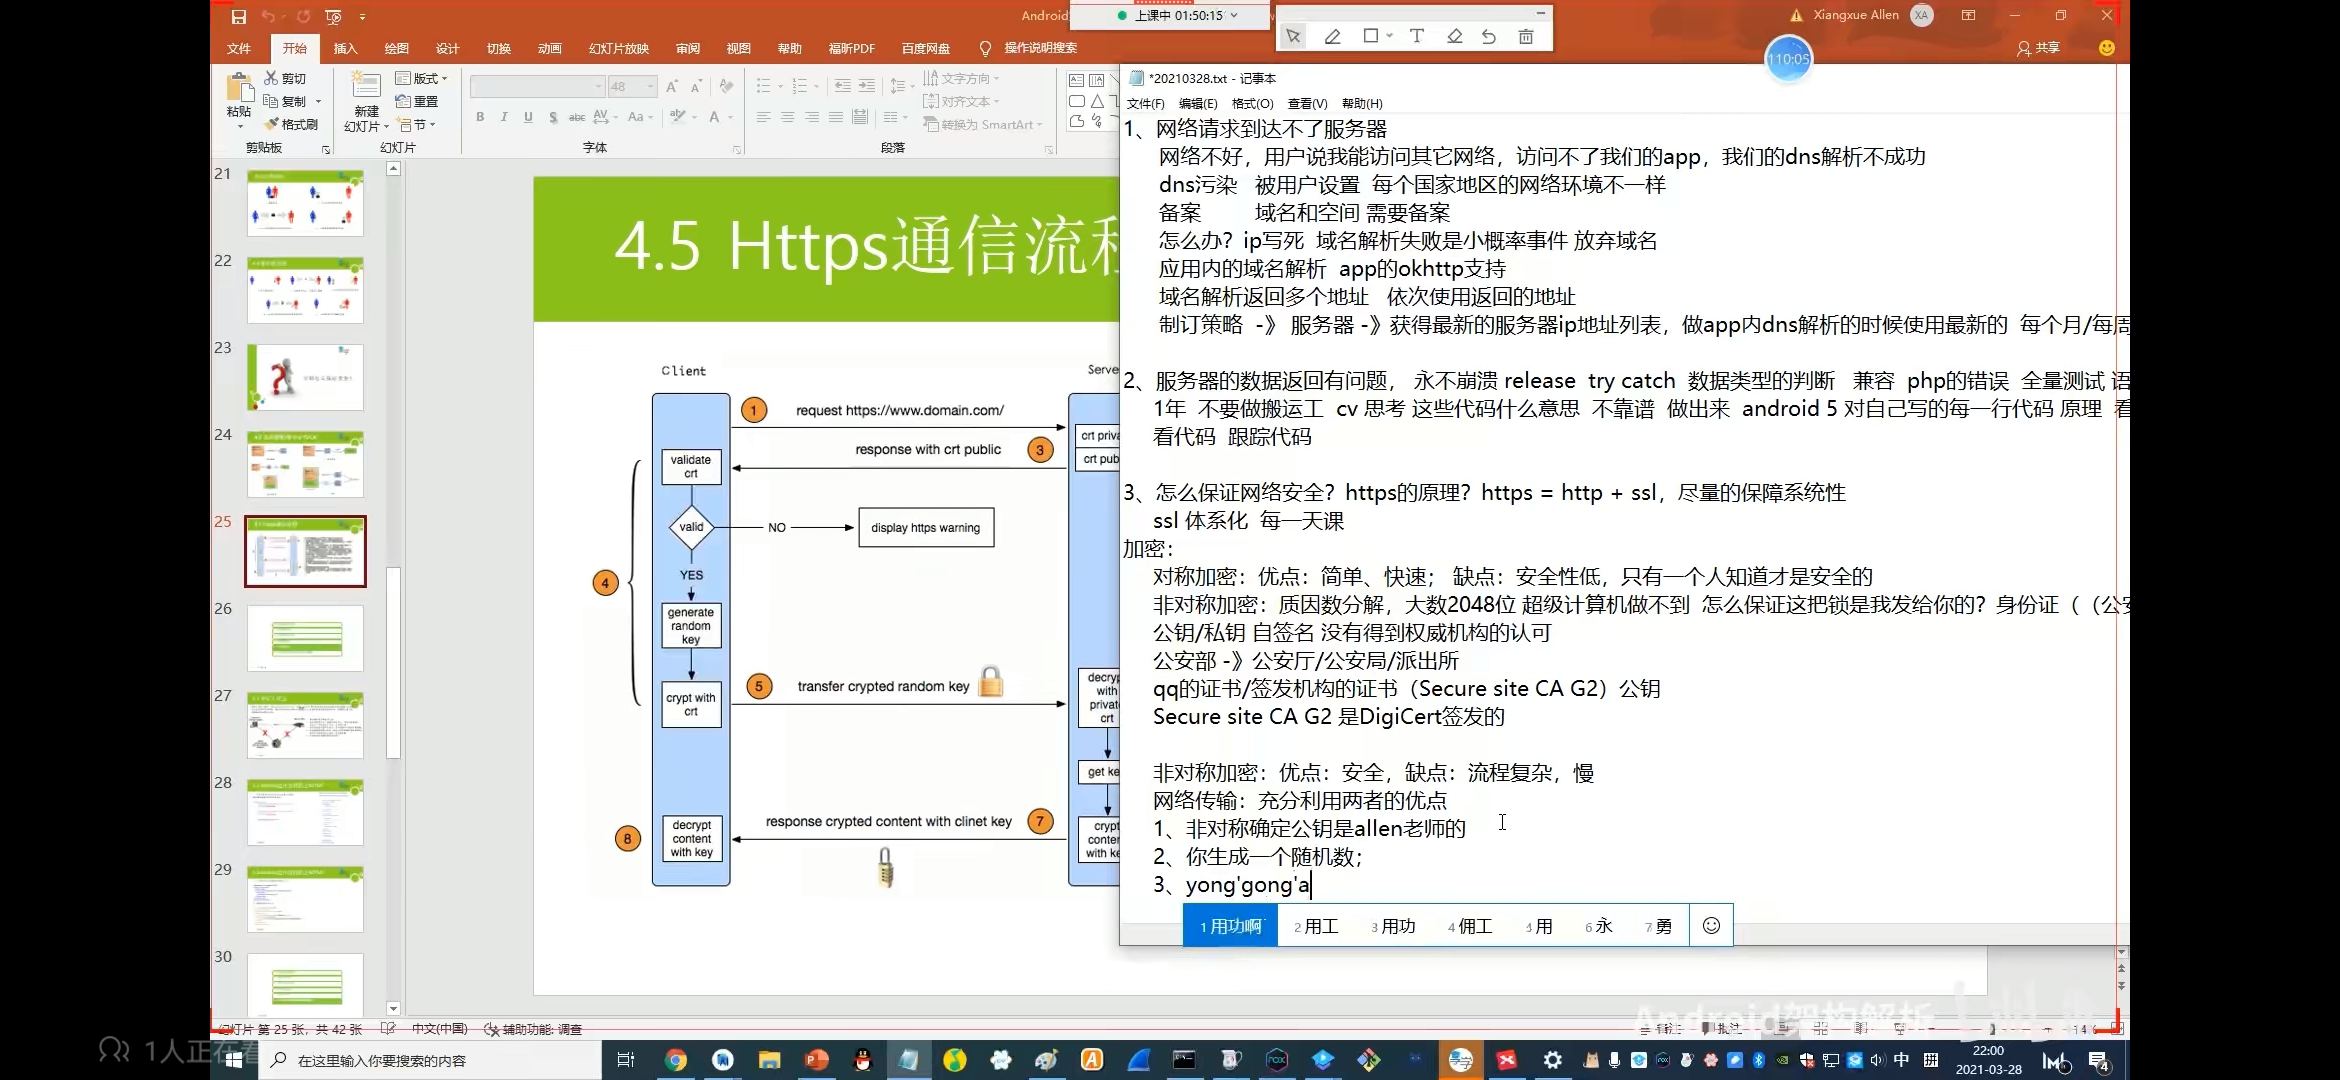 上课中 01:50:15
Xiangxue Allen
XA
文件 开始 插入 绘图 设计 切换 动画 幻灯片放映 审阅 视图 帮助 福昕PDF 百度网盘 操作说明搜索
共享
110:05
粘贴
剪切
复制
格式刷
剪贴板
新建
幻灯片
版式
重置
节
幻灯片
48
字体
文字方向
对齐文本
转换为 SmartArt
段落
21
22
23
24
25
26
27
28
29
30
4.5 Https通信流程
Client
1
request https://www.domain.com/
response with crt public
3
validate
crt
valid
NO
display https warning
YES
4
generate
random
key
crypt with
crt
5
transfer crypted random key
get ke
response crypted content with clinet key
7
8
decrypt
content
with key
*20210328.txt - 记事本
文件(F) 编辑(E) 格式(O) 查看(V) 帮助(H)
1、网络请求到达不了服务器
网络不好，用户说我能访问其它网络，访问不了我们的app，我们的dns解析不成功
dns污染 被用户设置 每个国家地区的网络环境不一样
备案 域名和空间 需要备案
怎么办？ip写死 域名解析失败是小概率事件 放弃域名
应用内的域名解析 app的okhttp支持
域名解析返回多个地址 依次使用返回的地址
制订策略 -》 服务器 -》获得最新的服务器ip地址列表，做app内dns解析的时候使用最新的 每个月/每周
2、服务器的数据返回有问题， 永不崩溃 release try catch 数据类型的判断 兼容 php的错误 全量测试 语
1年 不要做搬运工 cv 思考 这些代码什么意思 不靠谱 做出来 android 5 对自己写的每一行代码 原理 看
看代码 跟踪代码
3、怎么保证网络安全？https的原理？https = http + ssl，尽量的保障系统性
ssl 体系化 每一天课
加密：
对称加密：优点：简单、快速； 缺点：安全性低，只有一个人知道才是安全的
非对称加密：质因数分解，大数2048位 超级计算机做不到 怎么保证这把锁是我发给你的？身份证（（公安
公钥/私钥 自签名 没有得到权威机构的认可
公安部 -》公安厅/公安局/派出所
qq的证书/签发机构的证书（Secure site CA G2）公钥
Secure site CA G2 是DigiCert签发的
非对称加密：优点：安全，缺点：流程复杂，慢
网络传输：充分利用两者的优点
1、非对称确定公钥是allen老师的
2、你生成一个随机数；
3、yong'gong'a
1 用功啊 2 用工 3 用功 4 佣工 5 用 6 永 7 勇
Android架构解析
幻灯片 第 25 张，共 42 张 中文(中国) 辅助功能: 调查
1人正在看
在这里输入你要搜索的内容
中
拼
22:00
2021-03-28
4